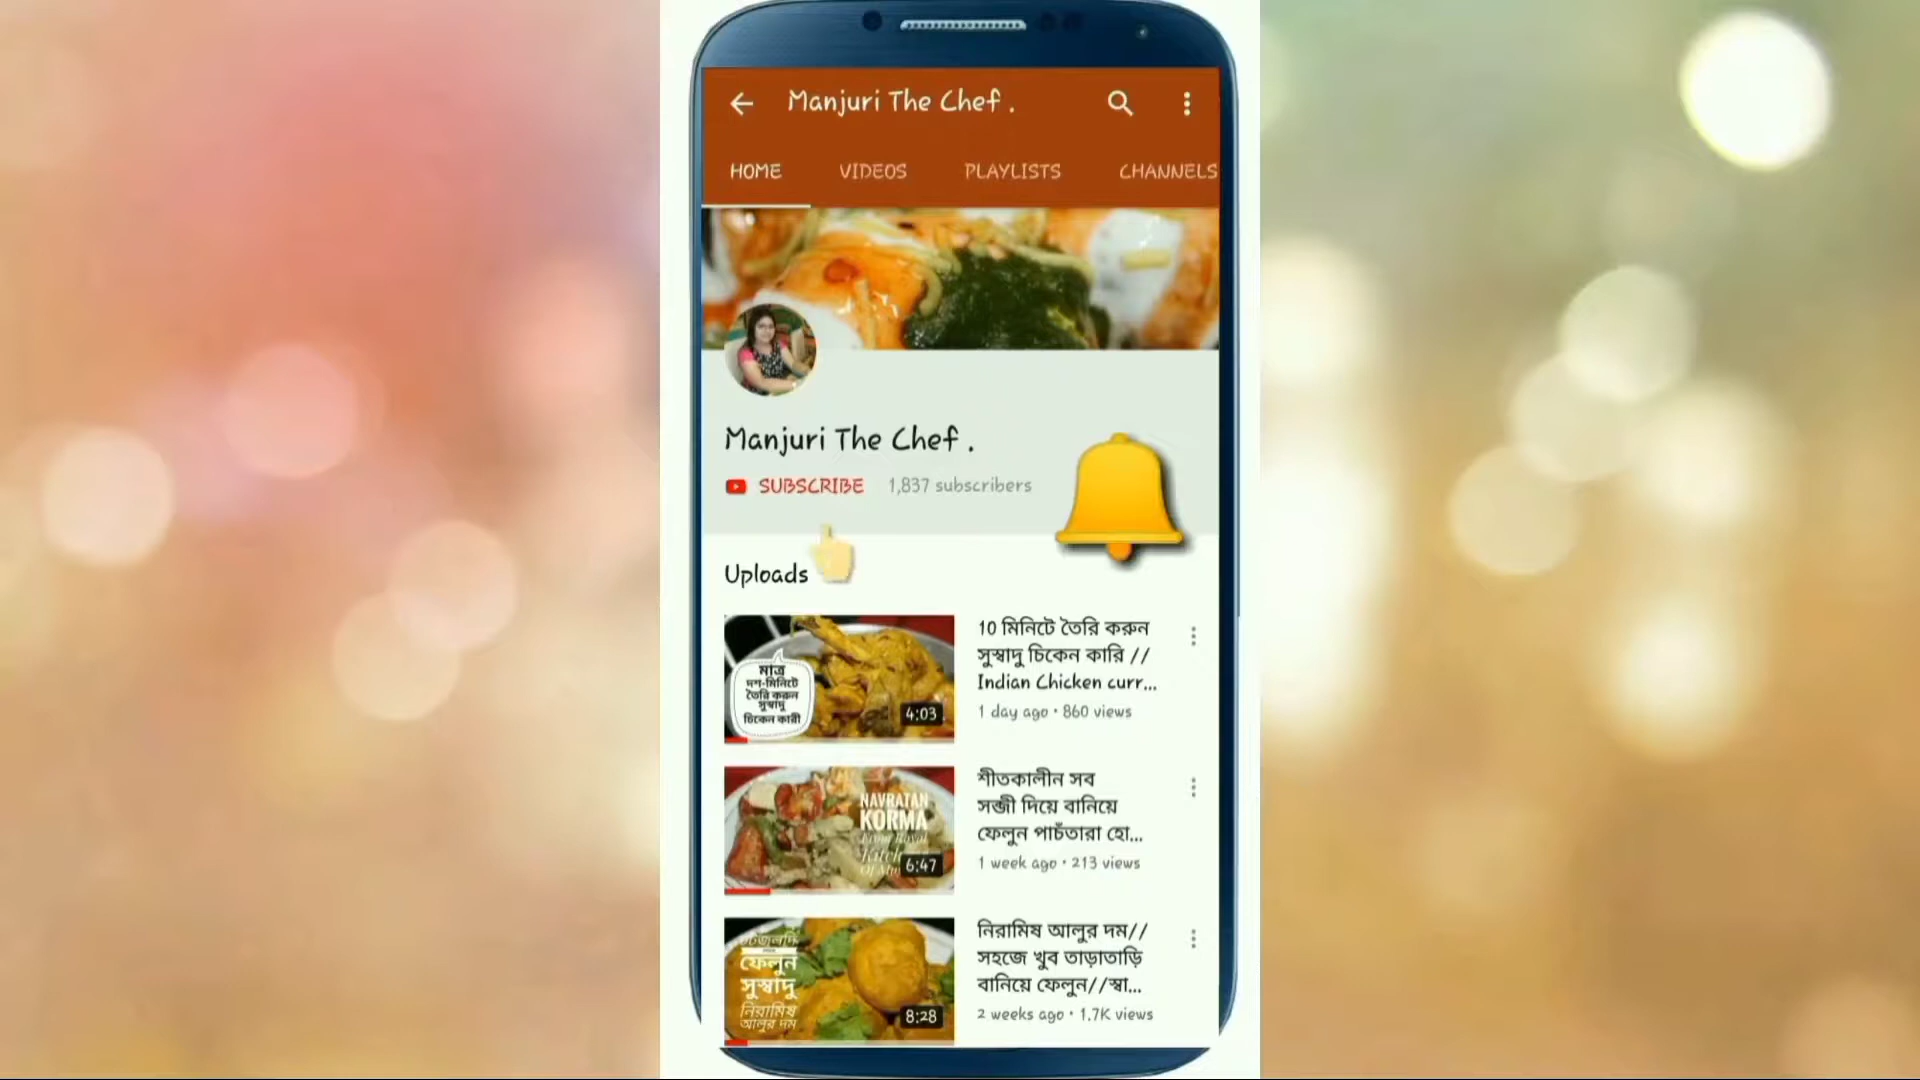 Manjuri The Chef .
HOME VIDEOS PLAYLISTS CHANNELS
Manjuri The Chef .
SUBSCRIBE 1,837 subscribers
Uploads
মাত্র
দশ-মিনিটে
তৈরি করুন
সুস্বাদু
চিকেন কারী
4:03
10 মিনিটে তৈরি করুন
সুস্বাদু চিকেন কারি //
Indian Chicken curr...
1 day ago • 860 views
NAVRATAN
KORMA
From Royal
6:47
শীতকালীন সব
সব্জী দিয়ে বানিয়ে
ফেলুন পাচঁতারা হো...
1 week ago • 213 views
ফেলুন
সুস্বাদু
নিরামিষ
আলুর দম
8:28
নিরামিষ আলুর দম//
সহজে খুব তাড়াতাড়ি
বানিয়ে ফেলুন//স্বা...
2 weeks ago • 1.7K views